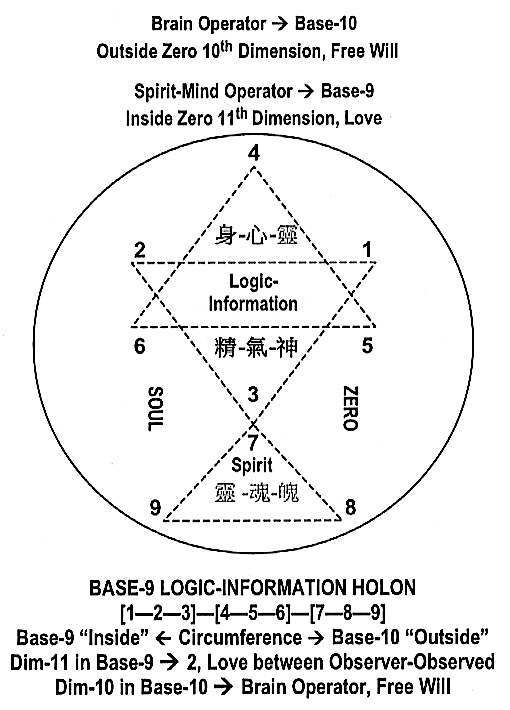 Brain Operator → Base-10
Outside Zero 10th Dimension, Free Will
Spirit-Mind Operator → Base-9
Inside Zero 11th Dimension, Love
4
身-心-靈
2
1
Logic-
Information
6
5
精-氣-神
3
SOUL
ZERO
7
Spirit
靈-魂-魄
9
8
BASE-9 LOGIC-INFORMATION HOLON
[1—2—3]—[4—5—6]—[7—8—9]
Base-9 “Inside” ← Circumference → Base-10 “Outside”
Dim-11 in Base-9 → 2, Love between Observer-Observed
Dim-10 in Base-10 → Brain Operator, Free Will